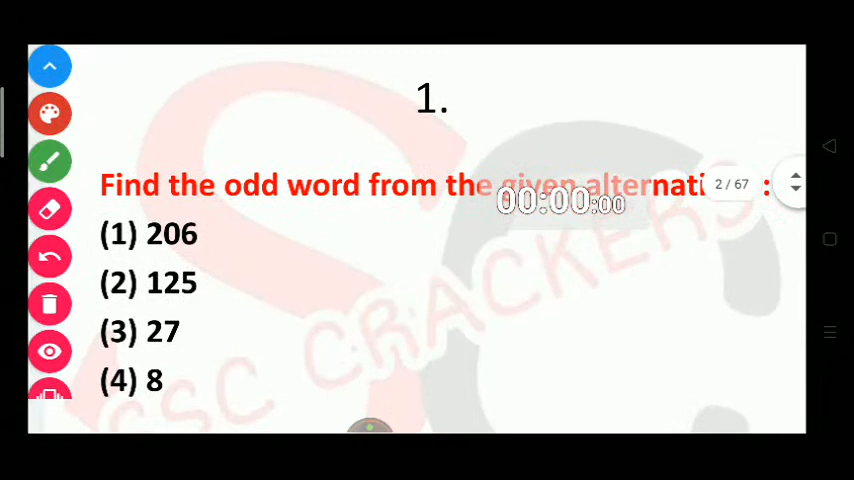 1.
Find the odd word from the given alternati :
2 / 67
00:00:00
(1) 206
(2) 125
(3) 27
(4) 8
SSC CRACKERS